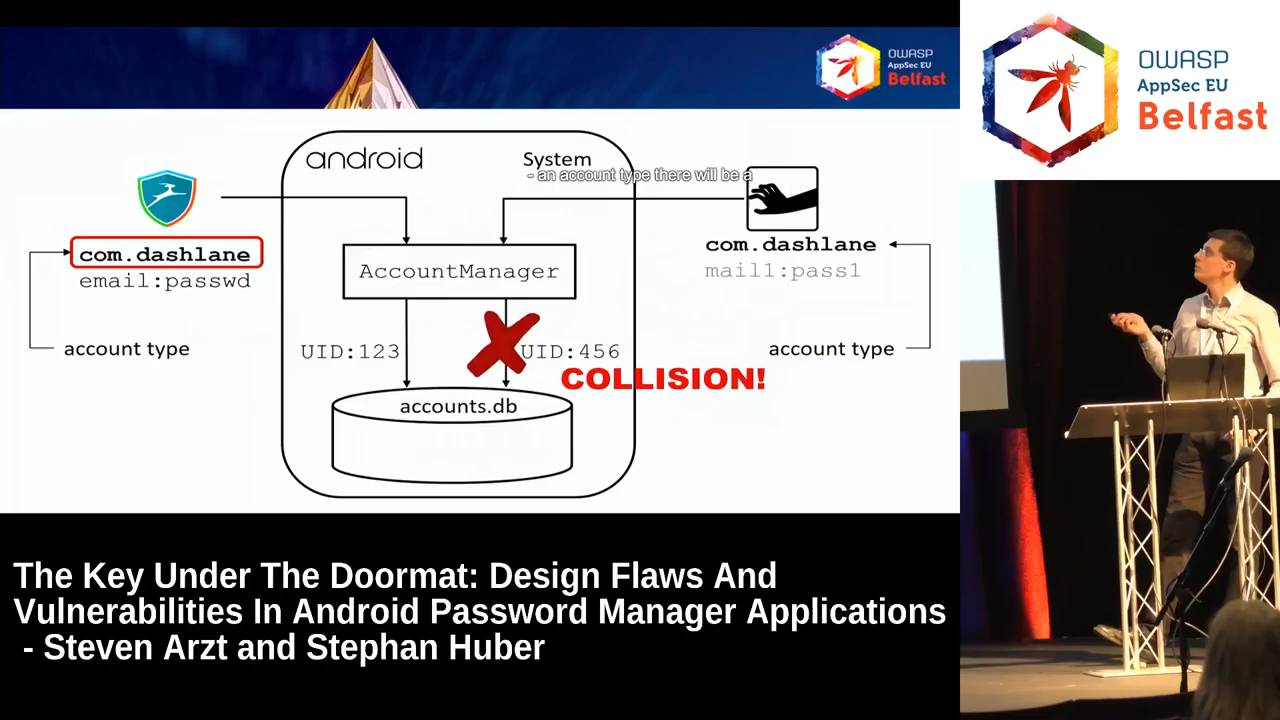 OWASP
AppSec EU
Belfast
OWASP
AppSec EU
Belfast
android
System
- an account type there will be a
com.dashlane
email:passwd
com.dashlane
mail1:pass1
AccountManager
account type
UID:123
UID:456
account type
COLLISION!
accounts.db
The Key Under The Doormat: Design Flaws And
Vulnerabilities In Android Password Manager Applications
- Steven Arzt and Stephan Huber